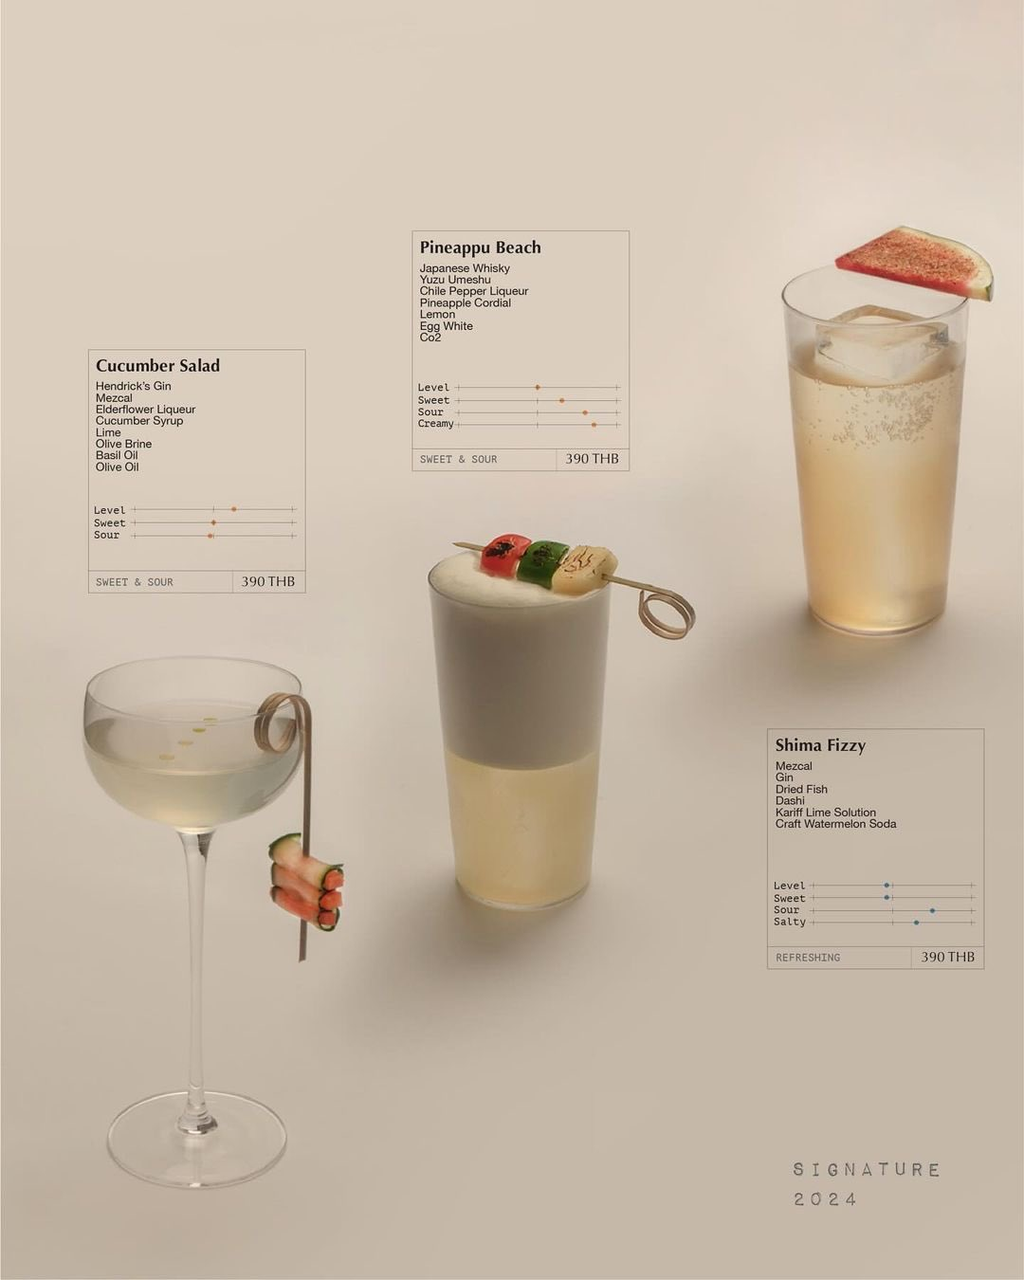 Pineappu Beach
Japanese Whisky
Yuzu Umeshu
Chile Pepper Liqueur
Pineapple Cordial
Lemon
Egg White
Co2
Level
Sweet
Sour
Creamy
SWEET & SOUR 390 THB
Cucumber Salad
Hendrick's Gin
Mezcal
Elderflower Liqueur
Cucumber Syrup
Lime
Olive Brine
Basil Oil
Olive Oil
Level
Sweet
Sour
SWEET & SOUR 390 THB
Shima Fizzy
Mezcal
Gin
Dried Fish
Dashi
Kariff Lime Solution
Craft Watermelon Soda
Level
Sweet
Sour
Salty
REFRESHING 390 THB
SIGNATURE
2024